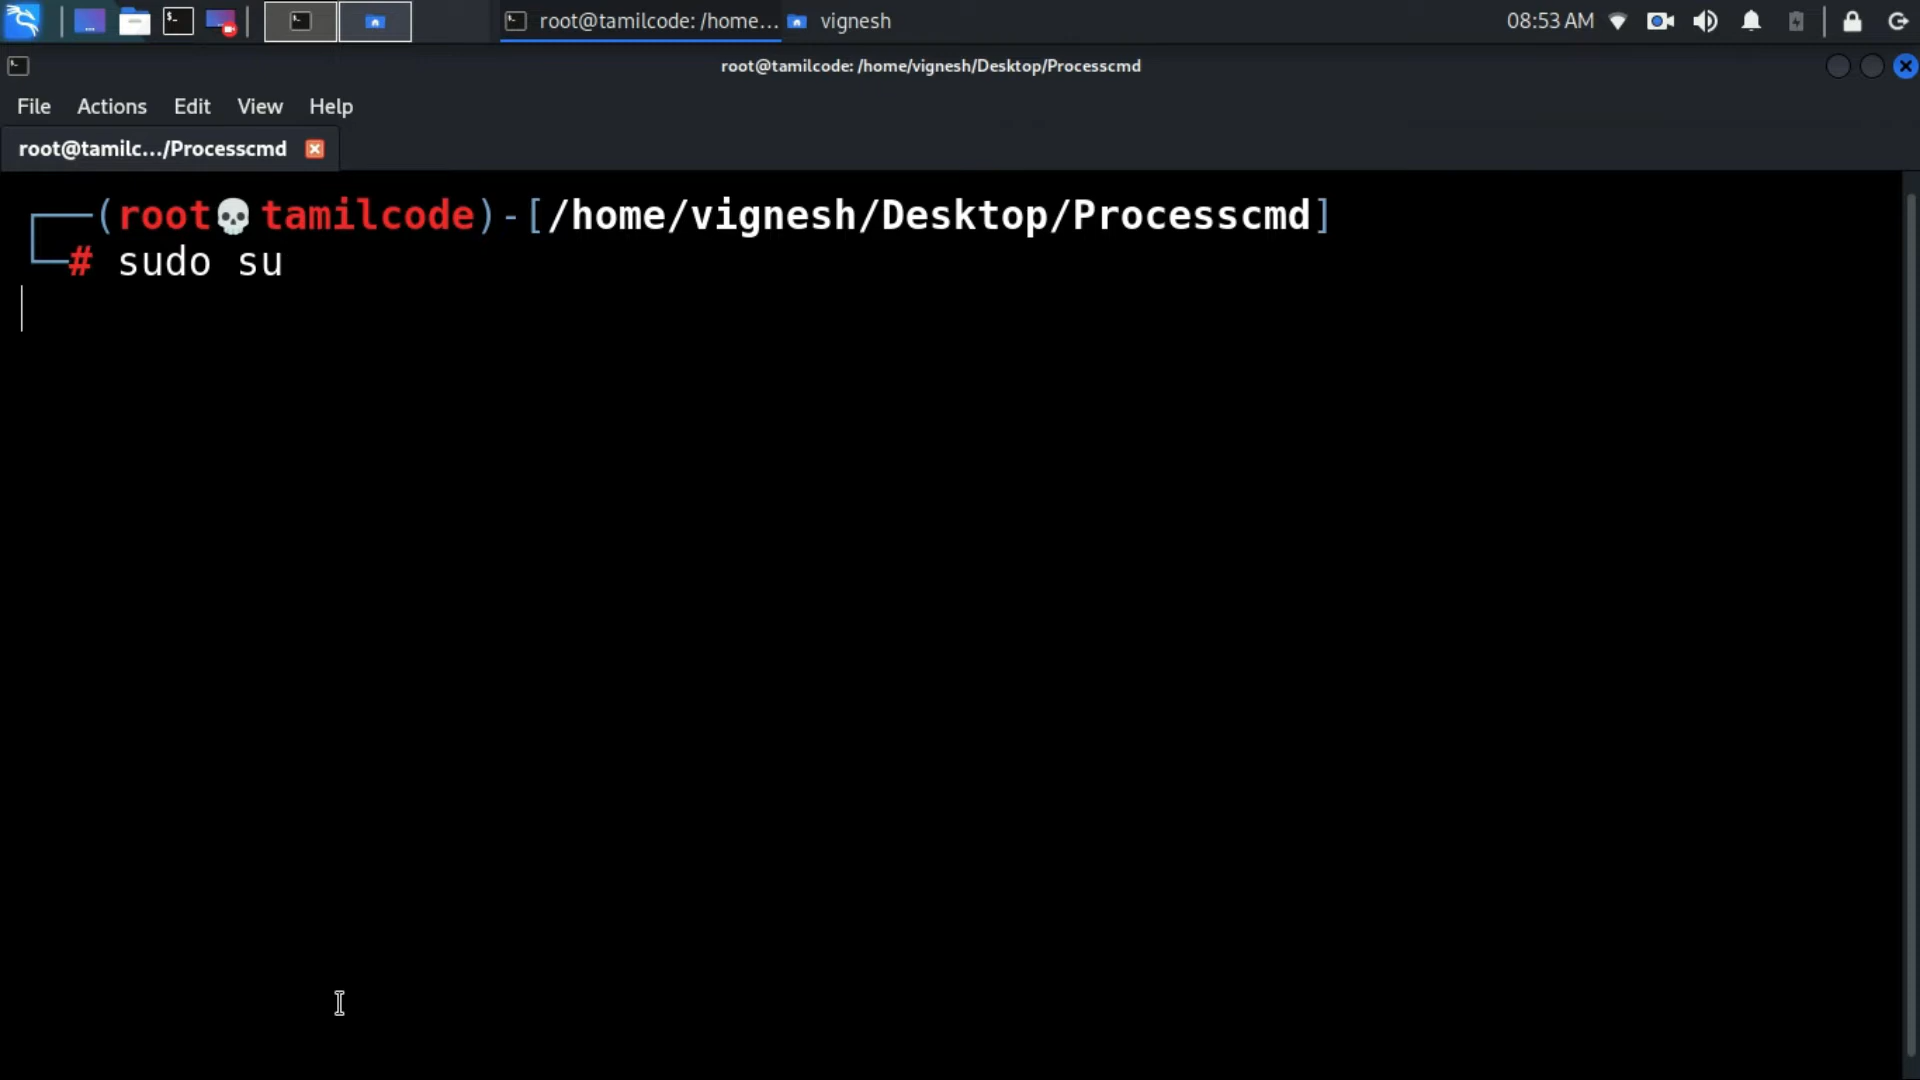 root@tamilcode: /home... vignesh 08:53 AM
root@tamilcode: /home/vignesh/Desktop/Processcmd
File Actions Edit View Help
root@tamilc.../Processcmd
(root💀tamilcode)-[/home/vignesh/Desktop/Processcmd]
# sudo su